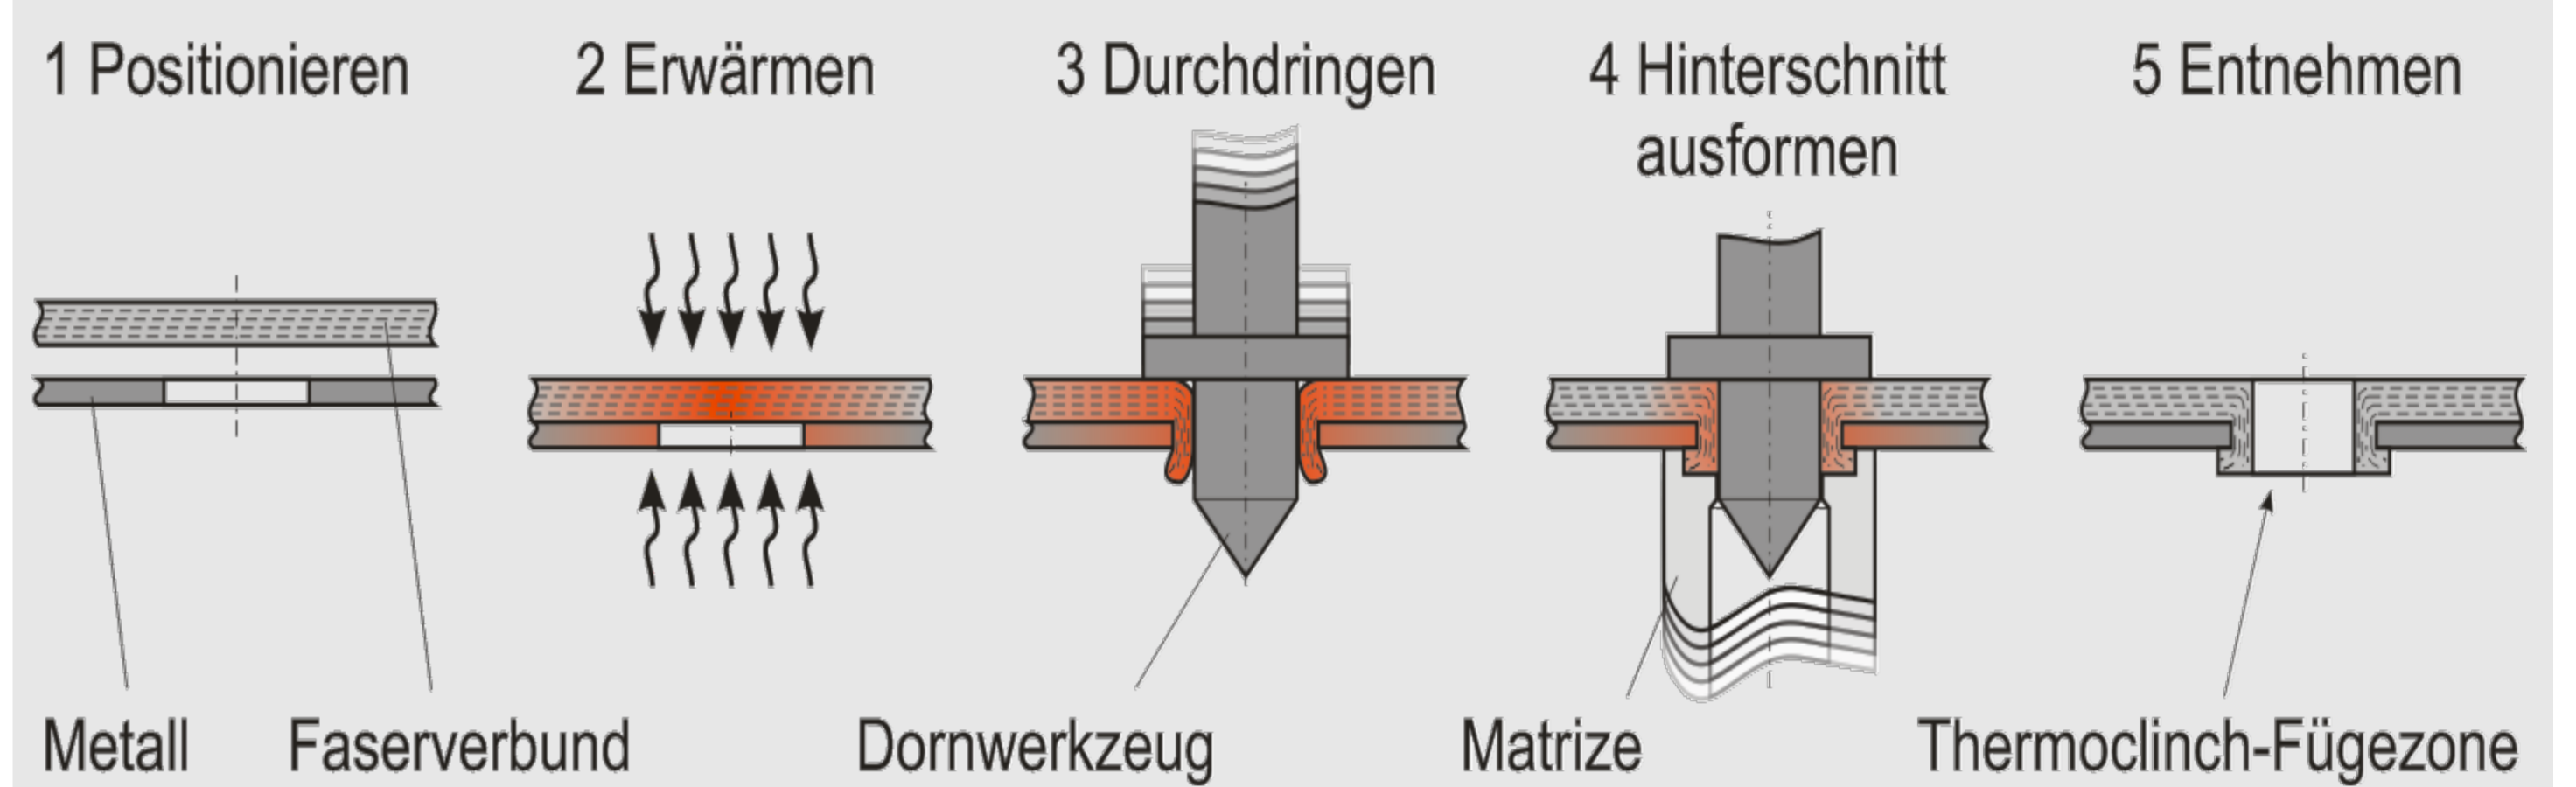 1 Positionieren
2 Erwärmen
3 Durchdringen
4 Hinterschnitt
ausformen
5 Entnehmen
Metall
Faserverbund
Dornwerkzeug
Matrize
Thermoclinch-Fügezone